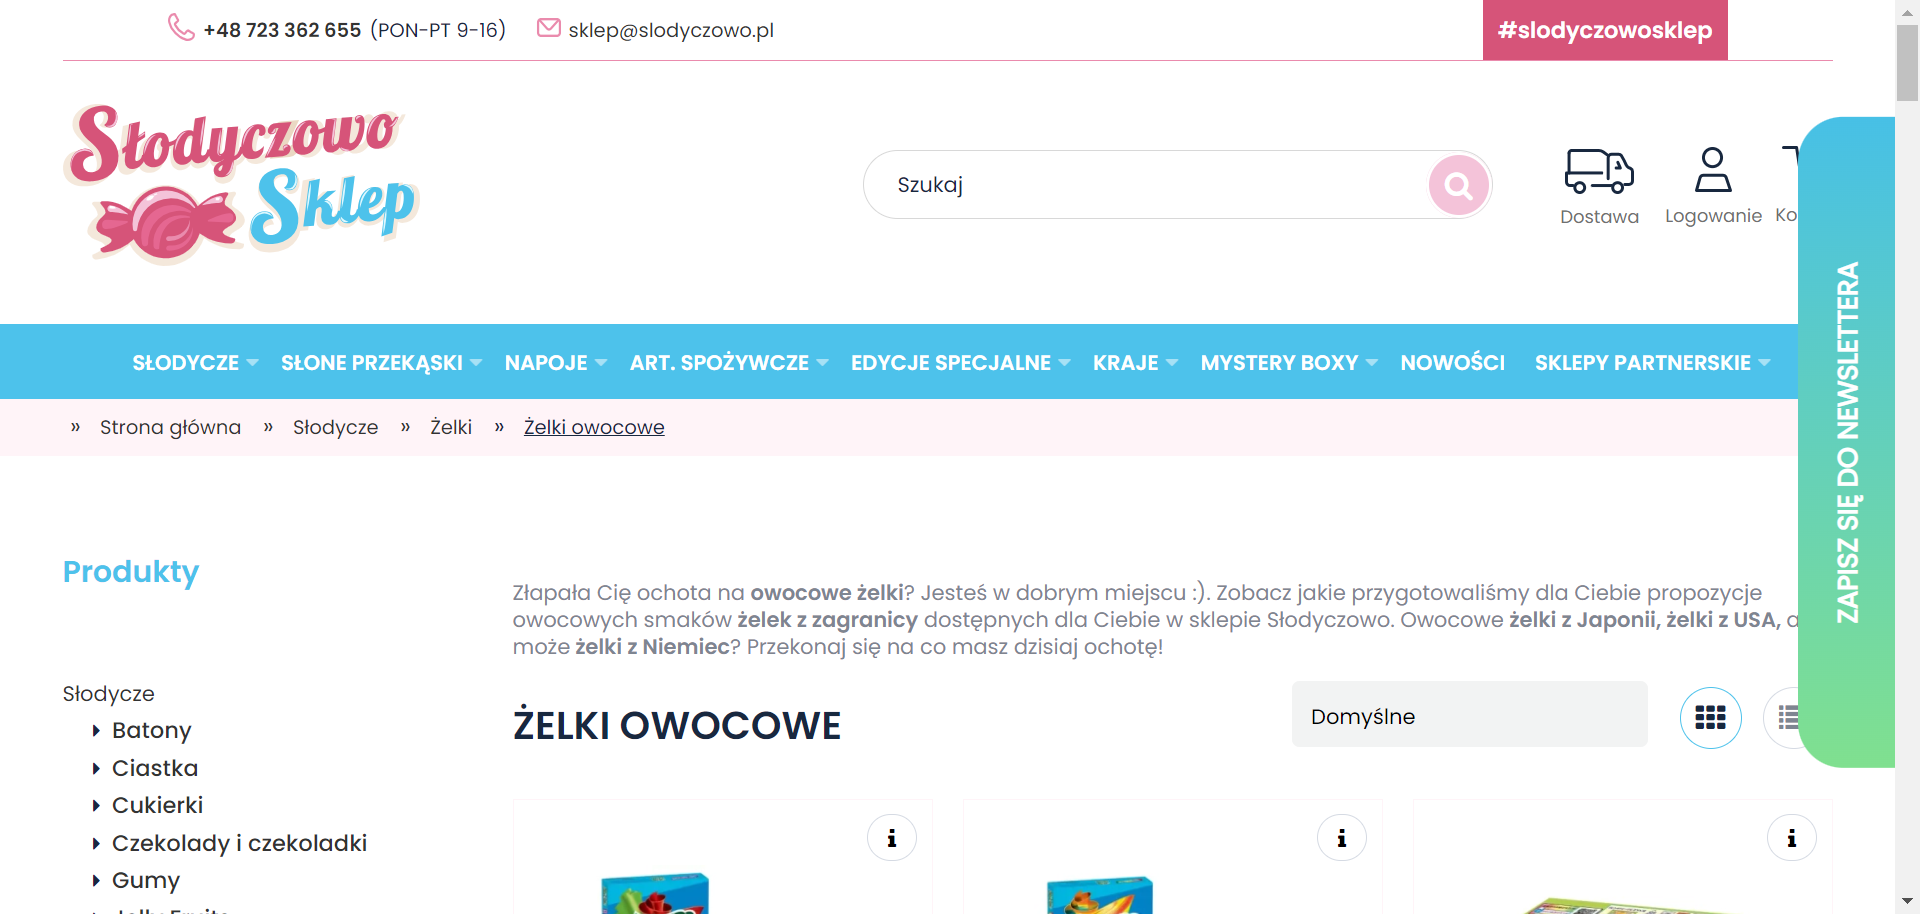 +48 723 362 655 (PON-PT 9-16)
sklep@slodyczowo.pl
#slodyczowosklep
Słodyczowo
Sklep
Szukaj
Dostawa
Logowanie
Ko
SŁODYCZE
SŁONE PRZEKĄSKI
NAPOJE
ART. SPOŻYWCZE
EDYCJE SPECJALNE
KRAJE
MYSTERY BOXY
NOWOŚCI
SKLEPY PARTNERSKIE
» Strona główna » Słodycze » Żelki » Żelki owocowe
ZAPISZ SIĘ DO NEWSLETTERA
Produkty
Słodycze
Batony
Ciastka
Cukierki
Czekolady i czekoladki
Gumy
Jelly Fruits
Złapała Cię ochota na owocowe żelki? Jesteś w dobrym miejscu :). Zobacz jakie przygotowaliśmy dla Ciebie propozycje
owocowych smaków żelek z zagranicy dostępnych dla Ciebie w sklepie Słodyczowo. Owocowe żelki z Japonii, żelki z USA, a
może żelki z Niemiec? Przekonaj się na co masz dzisiaj ochotę!
ŻELKI OWOCOWE
Domyślne